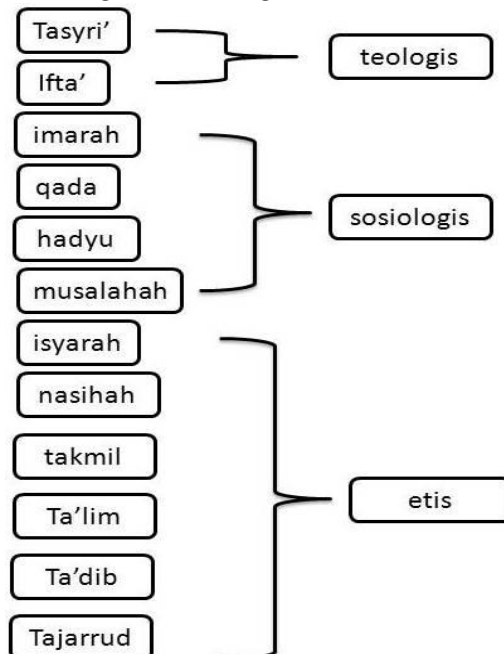 Tasyri’
Ifta’
teologis
imarah
qada
hadyu
musalahah
sosiologis
isyarah
nasihah
takmil
Ta’lim
Ta’dib
Tajarrud
etis